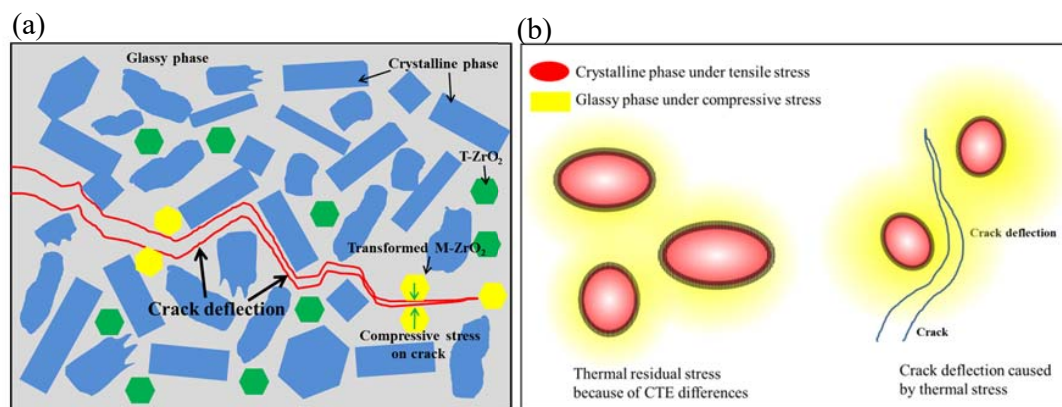 (a)
Glassy phase
Crystalline phase
T-ZrO₂
Transformed M-ZrO₂
Crack deflection
Compressive stress
on crack
(b)
Crystalline phase under tensile stress
Glassy phase under compressive stress
Crack deflection
Crack
Thermal residual stress
because of CTE differences
Crack deflection caused
by thermal stress